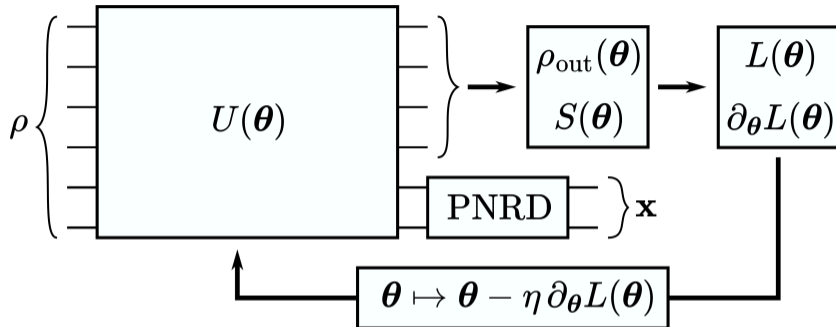 ρ
U(θ)
ρ_out(θ)
S(θ)
L(θ)
∂_θL(θ)
PNRD
x
θ ↦ θ − η ∂_θL(θ)